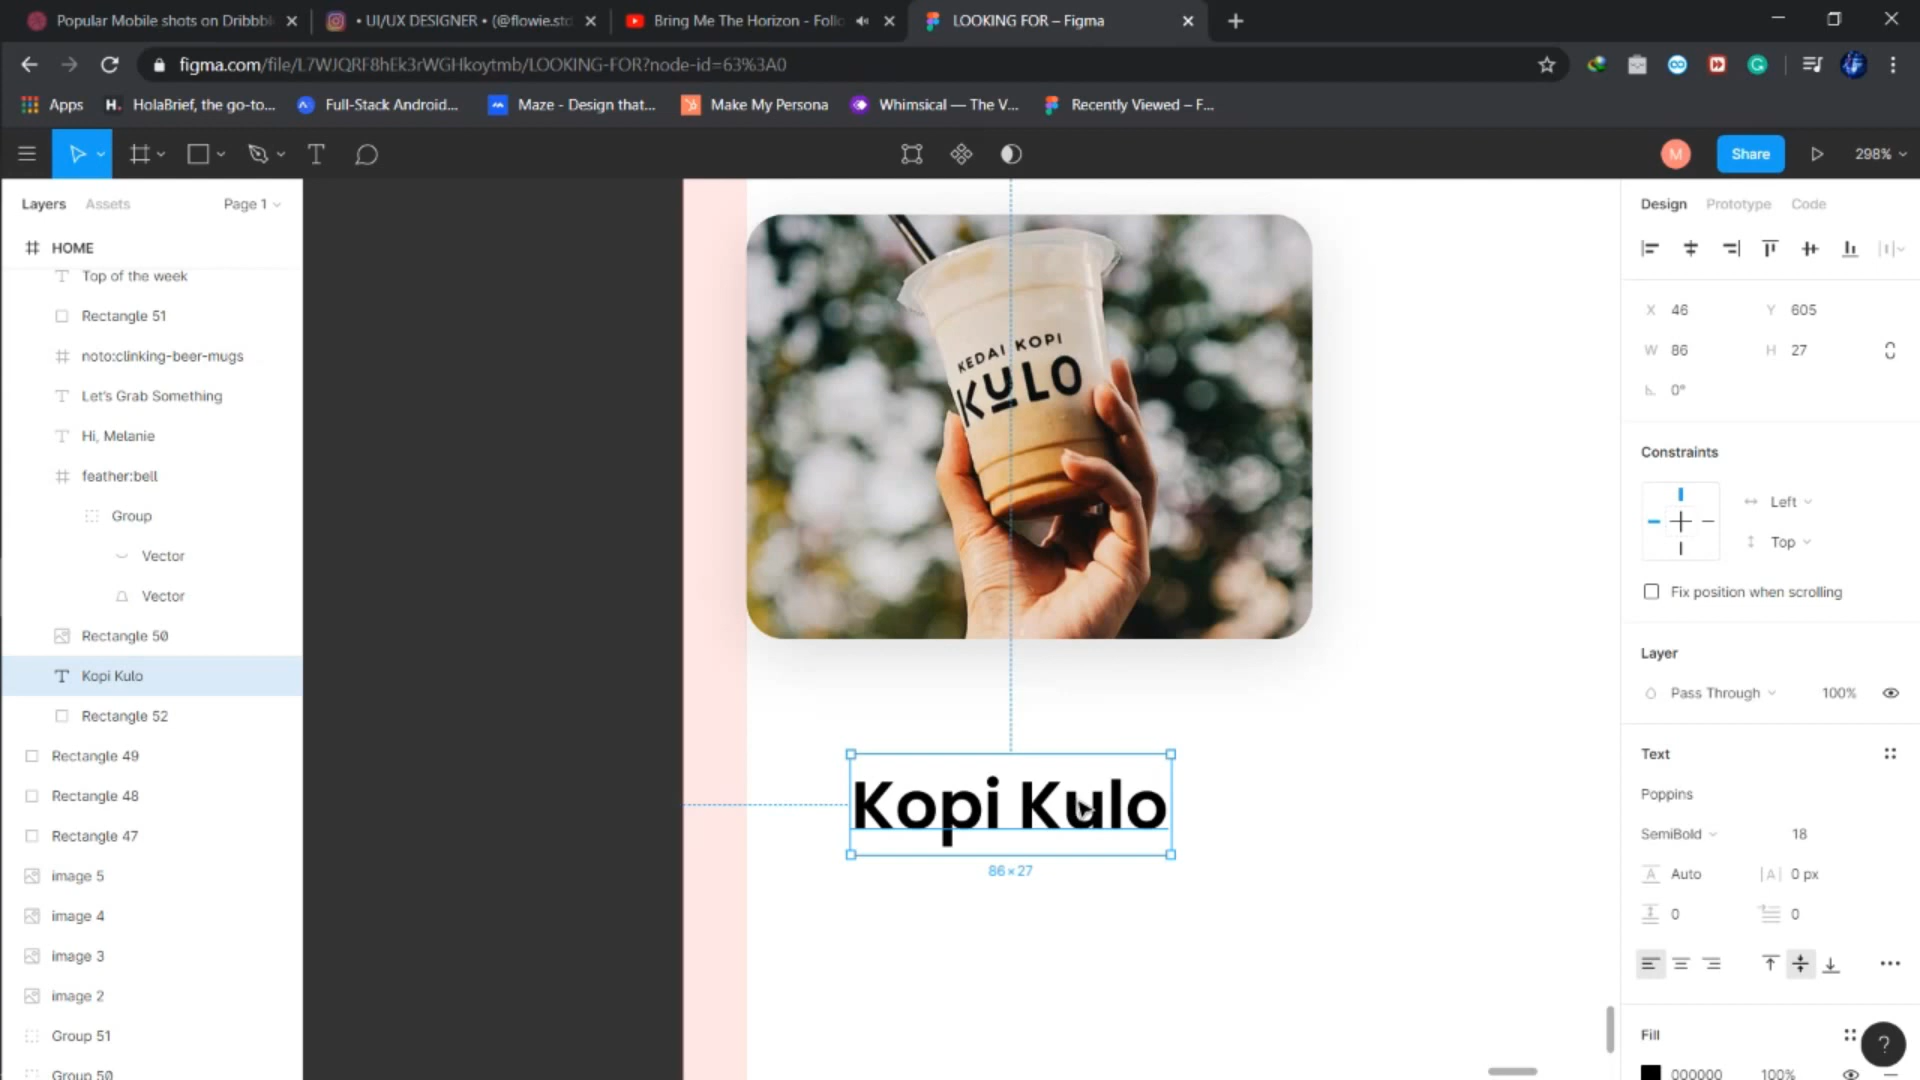 Popular Mobile shots on Dribbbl
• UI/UX DESIGNER • (@flowie.std
Bring Me The Horizon - Follo
LOOKING FOR – Figma
figma.com/file/L7WJQRF8hEk3rWGHkoytmb/LOOKING-FOR?node-id=63%3A0
Apps
H. HolaBrief, the go-to...
Full-Stack Android...
Maze - Design that...
Make My Persona
Whimsical — The V...
Recently Viewed – F...
M
Share
298%
Layers
Assets
Page 1
HOME
Top of the week
Rectangle 51
noto:clinking-beer-mugs
Let's Grab Something
Hi, Melanie
feather:bell
Group
Vector
Vector
Rectangle 50
Kopi Kulo
Rectangle 52
Rectangle 49
Rectangle 48
Rectangle 47
image 5
image 4
image 3
image 2
Group 51
Group 50
KEDAI KOPI
KULO
Kopi Kulo
86 × 27
Design
Prototype
Code
X 46
Y 605
W 86
H 27
0°
Constraints
Left
Top
Fix position when scrolling
Layer
Pass Through
100%
Text
Poppins
SemiBold
18
A Auto
|A| 0 px
0
0
Fill
?
000000
100%